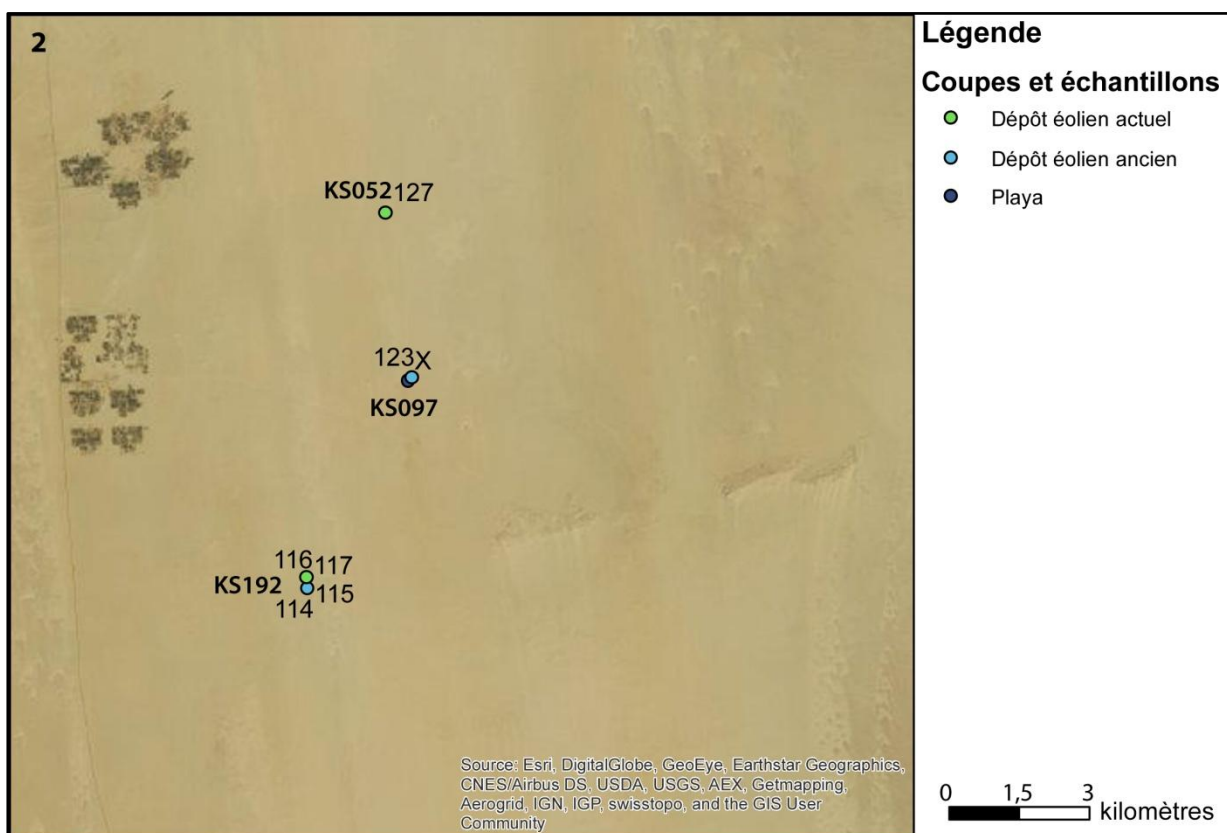 2
KS052 127
123 X
KS097
116 117
KS192
115
114
Source: Esri, DigitalGlobe, GeoEye, Earthstar Geographics,
CNES/Airbus DS, USDA, USGS, AEX, Getmapping,
Aerogrid, IGN, IGP, swisstopo, and the GIS User
Community
Légende
Coupes et échantillons
Dépôt éolien actuel
Dépôt éolien ancien
Playa
0 1,5 3
kilomètres